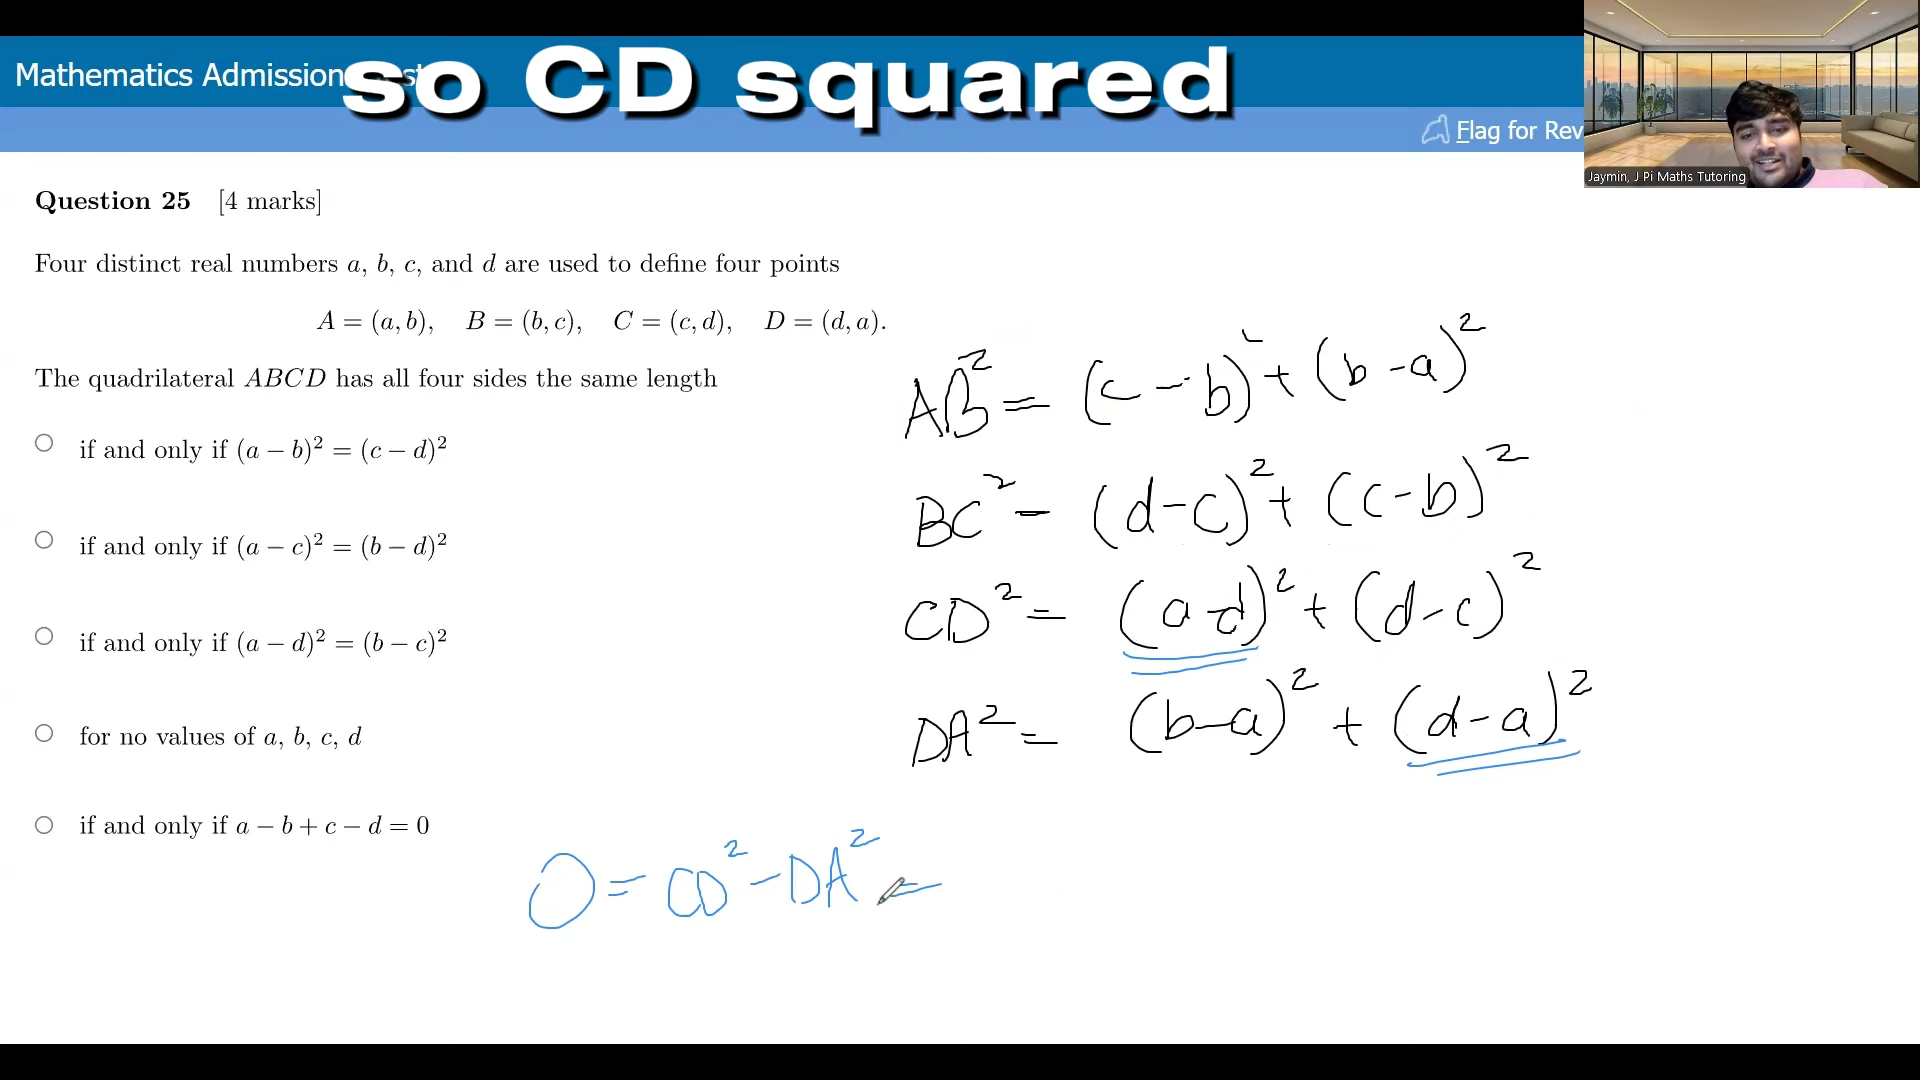 Mathematics Admission
so CD squared
Flag for Rev
Jaymin, J Pi Maths Tutoring
Question 25 [4 marks]
Four distinct real numbers a, b, c, and d are used to define four points
A = (a, b), B = (b, c), C = (c, d), D = (d, a).
The quadrilateral ABCD has all four sides the same length
if and only if (a − b)² = (c − d)²
if and only if (a − c)² = (b − d)²
if and only if (a − d)² = (b − c)²
for no values of a, b, c, d
if and only if a − b + c − d = 0
AB² = (c − b)² + (b − a)²
BC² = (d − c)² + (c − b)²
CD² = (a − d)² + (d − c)²
DA² = (b − a)² + (d − a)²
0 = CD² − DA² =